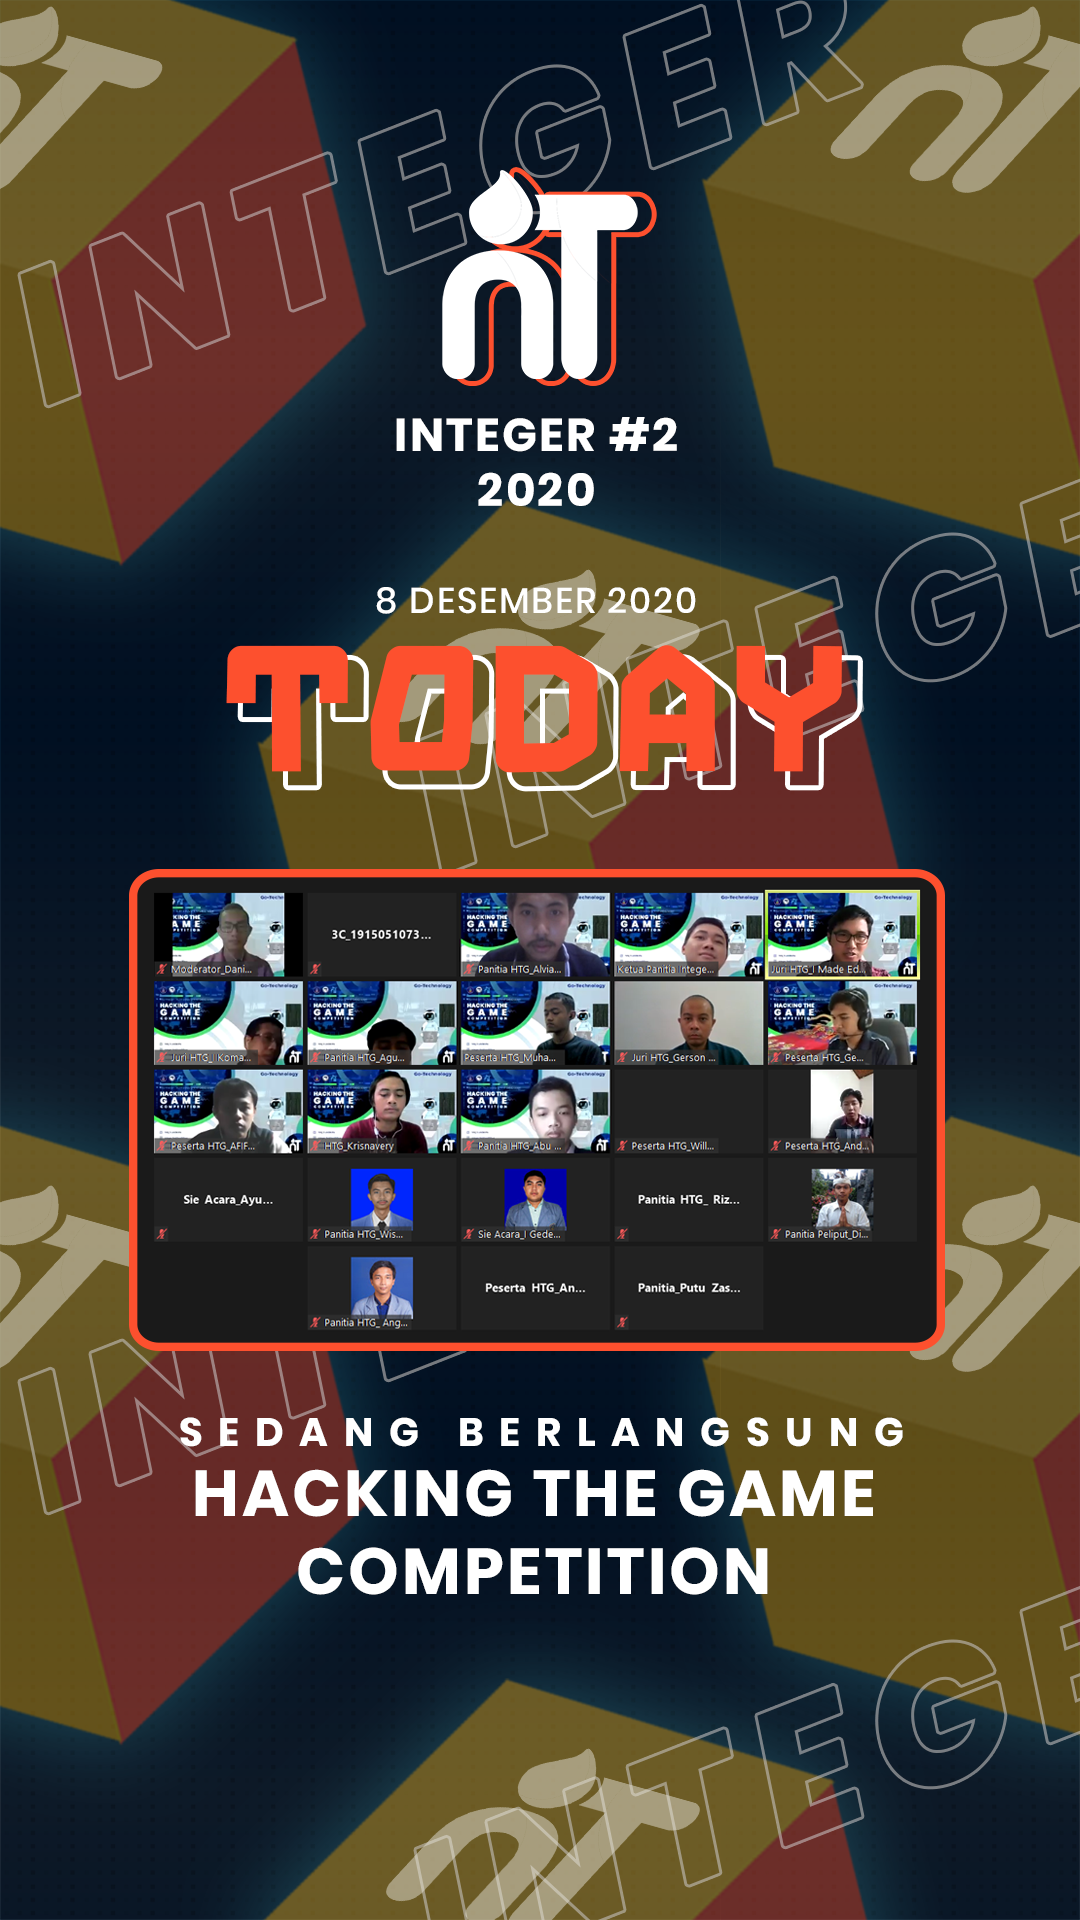 INTEGER
INTEGER #2
2020
8 DESEMBER 2020
TODAY
INTEGER
Moderator_Dani...
3C_1915051073...
Panitia HTG_Alvia...
Ketua Panitia Intege...
Juri HTG_I Made Ed...
Juri HTG_I Koma...
Panitia HTG_Agu...
Peserta HTG_Muha...
Juri HTG_Gerson ...
Peserta HTG_Ge...
Peserta HTG_AFIF...
HTG_Krisnavery
Panitia HTG_Abu ...
Peserta HTG_Will...
Peserta HTG_And...
Sie Acara_Ayu...
Panitia HTG_Wis...
Sie Acara_I Gede...
Panitia HTG_ Riz...
Panitia Peliput_Di...
Panitia HTG_ Ang...
Peserta HTG_An...
Panitia_Putu Zas...
SEDANG BERLANGSUNG
HACKING THE GAME
COMPETITION
INTEGE